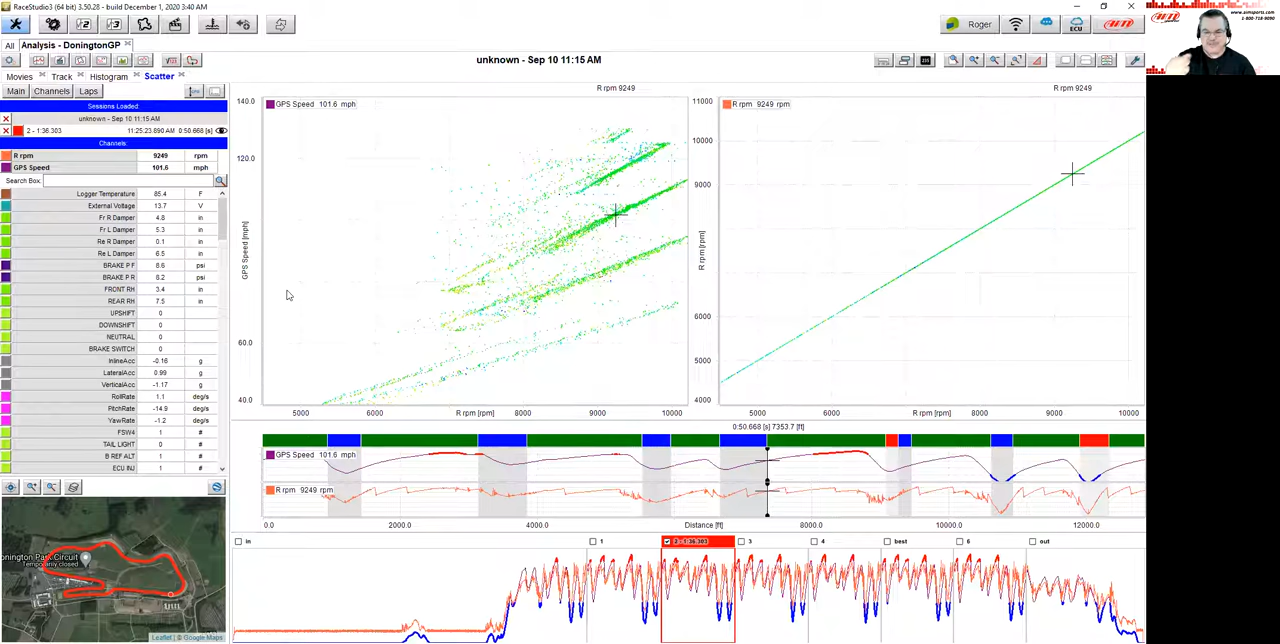 RaceStudio3 (64 bit) 3.50.28 - build December 1, 2020 3:40 AM
Roger
ECU
AiM
www.aimsports.com
1-800-718-9090
All Analysis - DoningtonGP
unknown - Sep 10 11:15 AM
Movies Track Histogram Scatter
Main Channels Laps
Sessions Loaded:
unknown - Sep 10 11:15 AM
2 - 1:36.303 11:25:23.890 AM 0:50.668 [s]
Channels:
R rpm 9249 rpm
GPS Speed 101.6 mph
Search Box:
Logger Temperature 85.4 F
External Voltage 13.7 V
Fr R Damper 4.8 in
Fr L Damper 5.3 in
Re R Damper 0.1 in
Re L Damper 6.5 in
BRAKE P F 8.6 psi
BRAKE P R 8.2 psi
FRONT RH 3.4 in
REAR RH 7.5 in
UPSHIFT 0
DOWNSHIFT 0
NEUTRAL 0
BRAKE SWITCH 0
InlineAcc -0.16 g
LateralAcc 0.99 g
VerticalAcc -1.17 g
RollRate 1.1 deg/s
PitchRate -14.9 deg/s
YawRate -1.2 deg/s
FSW4 1 #
TAIL LIGHT 0 #
B REF ALT 1 #
ECU INJ 1 #
onington Park Circuit
Temporarily closed
Leaflet | © Google Maps
R rpm 9249
140.0
GPS Speed 101.6 mph
120.0
GPS Speed [mph]
60.0
40.0
5000 6000 R rpm [rpm] 8000 9000 10000
R rpm 9249
11000
R rpm 9249 rpm
10000
9000
R rpm [rpm]
6000
5000
4000
5000 6000 R rpm [rpm] 8000 9000 10000
0:50.668 [s] 7353.7 [ft]
GPS Speed 101.6 mph
R rpm 9249 rpm
0.0 2000.0 4000.0 Distance [ft] 8000.0 10000.0 12000.0
in 1 2 - 1:36.303 3 4 best 6 out